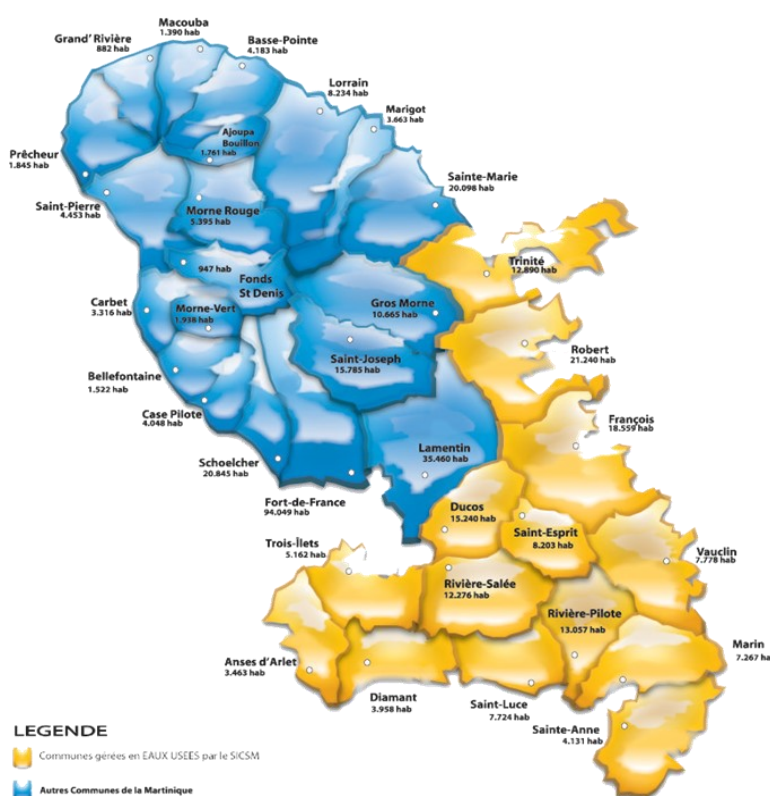 Macouba
1.390 hab
Grand' Rivière
882 hab
Basse-Pointe
4.183 hab
Lorrain
8.234 hab
Marigot
3.663 hab
Ajoupa
Bouillon
1.761 hab
Prêcheur
1.845 hab
Sainte-Marie
20.098 hab
Saint-Pierre
4.453 hab
Morne Rouge
5.395 hab
Trinité
12.890 hab
947 hab
Fonds
St Denis
Carbet
3.316 hab
Morne-Vert
1.938 hab
Gros Morne
10.665 hab
Saint-Joseph
15.785 hab
Robert
21.240 hab
Bellefontaine
1.522 hab
Case Pilote
4.048 hab
François
18.559 hab
Lamentin
35.460 hab
Schoelcher
20.845 hab
Fort-de-France
94.049 hab
Ducos
15.240 hab
Saint-Esprit
8.203 hab
Trois-Îlets
5.162 hab
Vauclin
7.778 hab
Rivière-Salée
12.276 hab
Rivière-Pilote
13.057 hab
Marin
7.267 ha
Anses d'Arlet
3.463 hab
Diamant
3.958 hab
Saint-Luce
7.724 hab
Sainte-Anne
4.131 hab
LEGENDE
Communes gérées en EAUX USEES par le SICSM
Autres Communes de la Martinique